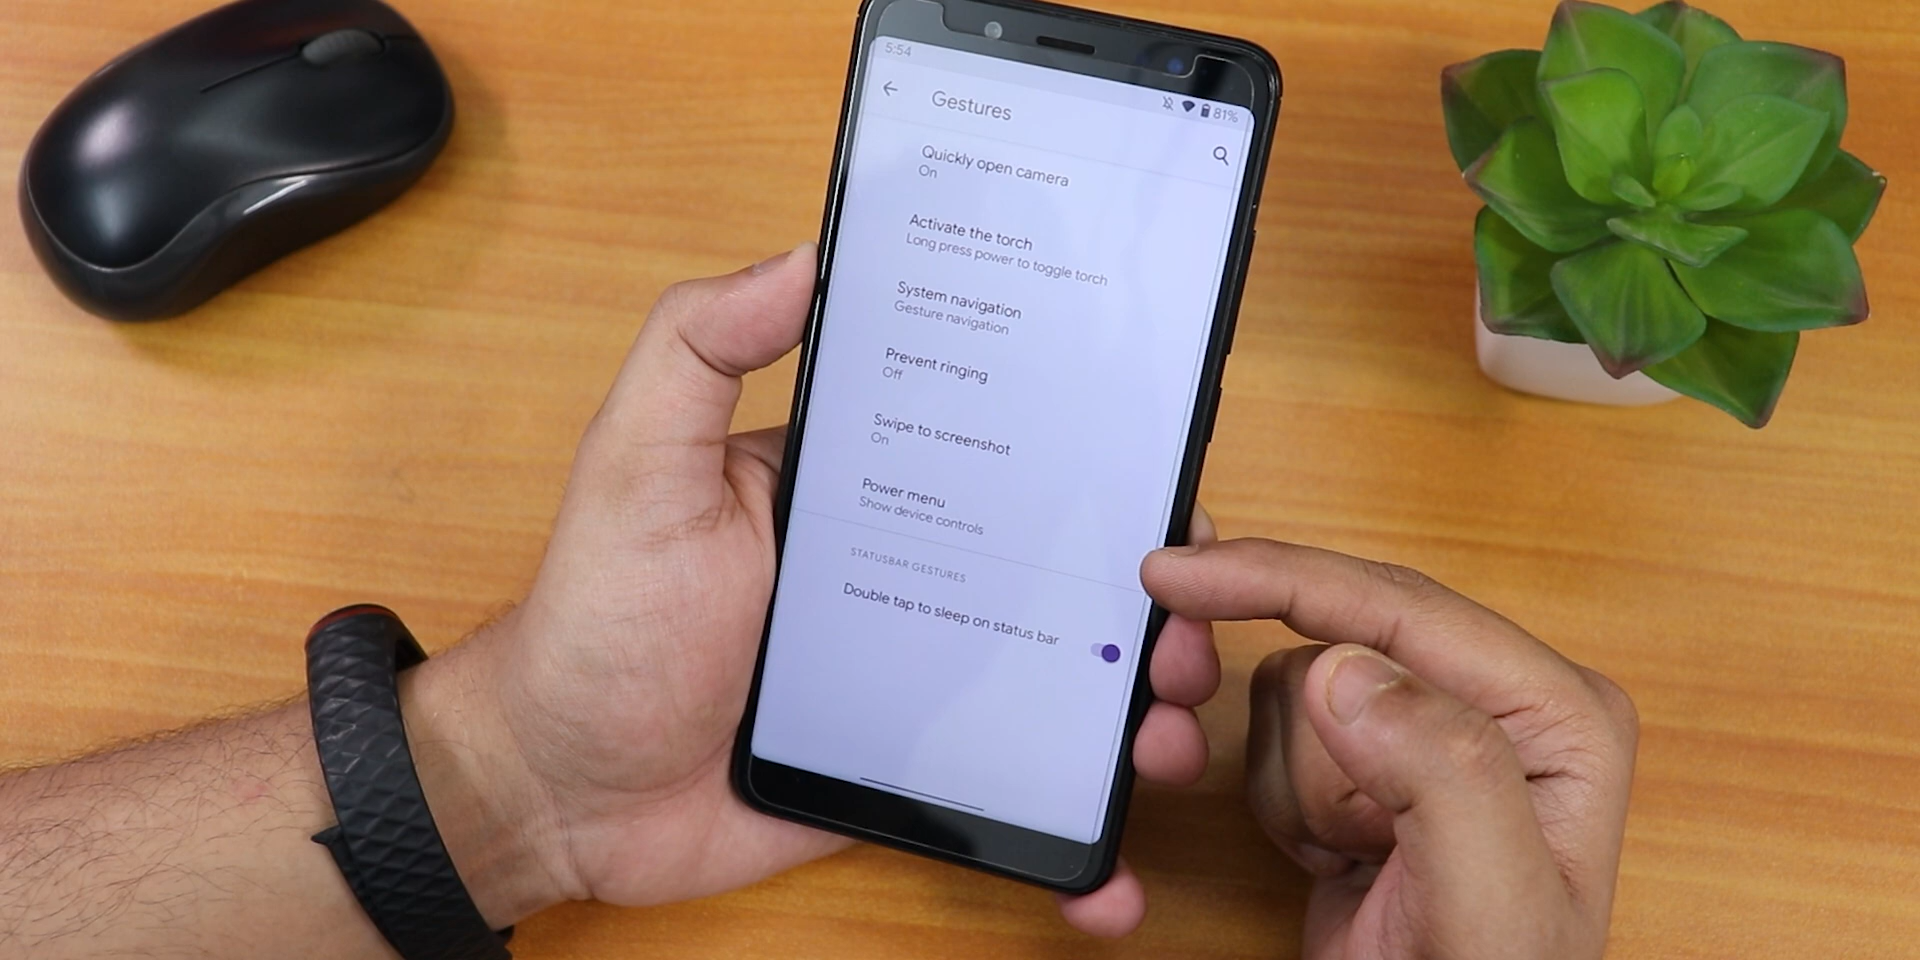 5:54
81%
Gestures
Quickly open camera
On
Activate the torch
Long press power to toggle torch
System navigation
Gesture navigation
Prevent ringing
Off
Swipe to screenshot
On
Power menu
Show device controls
STATUSBAR GESTURES
Double tap to sleep on status bar